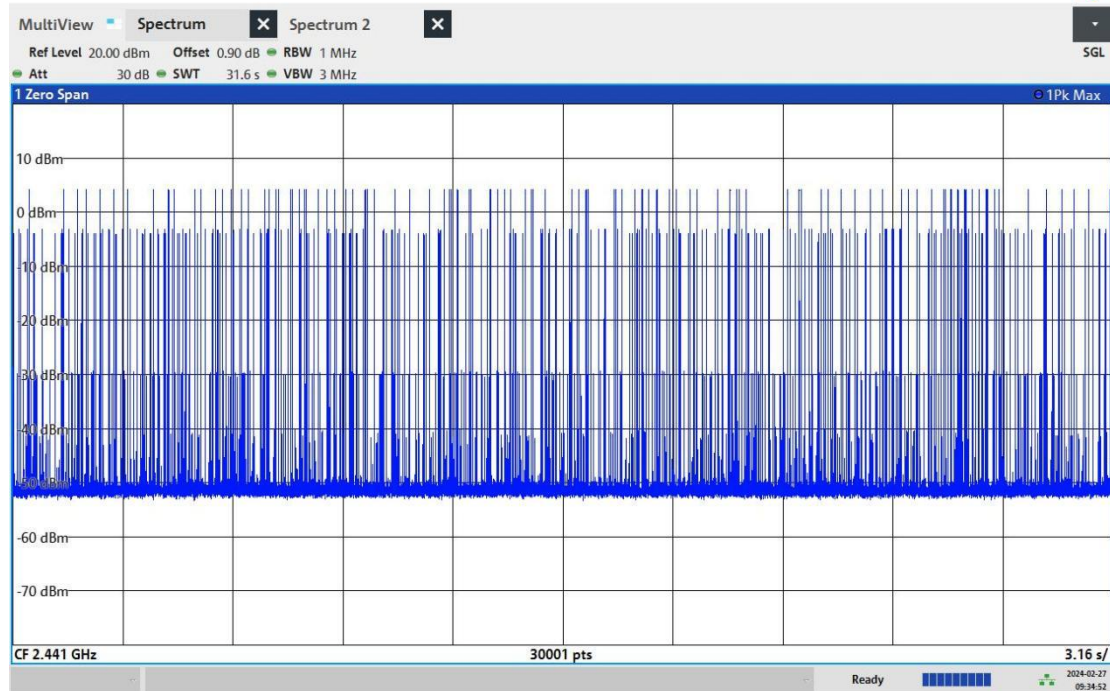 MultiView Spectrum Spectrum 2
Ref Level 20.00 dBm Offset 0.90 dB RBW 1 MHz SGL
Att 30 dB SWT 31.6 s VBW 3 MHz
1 Zero Span 1Pk Max
10 dBm
0 dBm
-10 dBm
-20 dBm
-30 dBm
-40 dBm
-50 dBm
-60 dBm
-70 dBm
CF 2.441 GHz 30001 pts 3.16 s/
Ready 2024-02-27
09:34:52